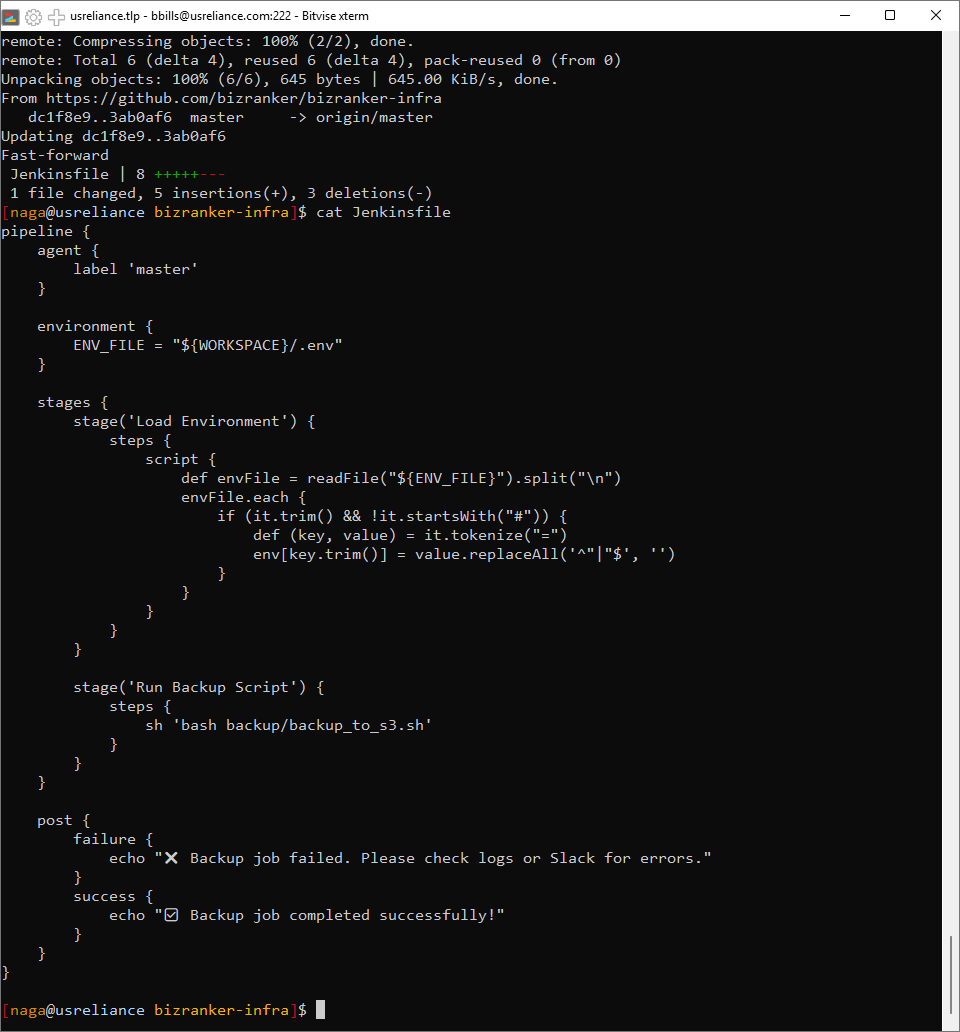 usreliance.tlp - bbills@usreliance.com:222 - Bitvise xterm
remote: Compressing objects: 100% (2/2), done.
remote: Total 6 (delta 4), reused 6 (delta 4), pack-reused 0 (from 0)
Unpacking objects: 100% (6/6), 645 bytes | 645.00 KiB/s, done.
From https://github.com/bizranker/bizranker-infra
   dc1f8e9..3ab0af6  master     -> origin/master
Updating dc1f8e9..3ab0af6
Fast-forward
 Jenkinsfile | 8 +++++---
 1 file changed, 5 insertions(+), 3 deletions(-)
[naga@usreliance bizranker-infra]$ cat Jenkinsfile
pipeline {
    agent {
        label 'master'
    }

    environment {
        ENV_FILE = "${WORKSPACE}/.env"
    }

    stages {
        stage('Load Environment') {
            steps {
                script {
                    def envFile = readFile("${ENV_FILE}").split("\n")
                    envFile.each {
                        if (it.trim() && !it.startsWith("#")) {
                            def (key, value) = it.tokenize("=")
                            env[key.trim()] = value.replaceAll('^"|"$', '')
                        }
                    }
                }
            }
        }

        stage('Run Backup Script') {
            steps {
                sh 'bash backup/backup_to_s3.sh'
            }
        }
    }

    post {
        failure {
            echo "❌ Backup job failed. Please check logs or Slack for errors."
        }
        success {
            echo "☑ Backup job completed successfully!"
        }
    }
}

[naga@usreliance bizranker-infra]$